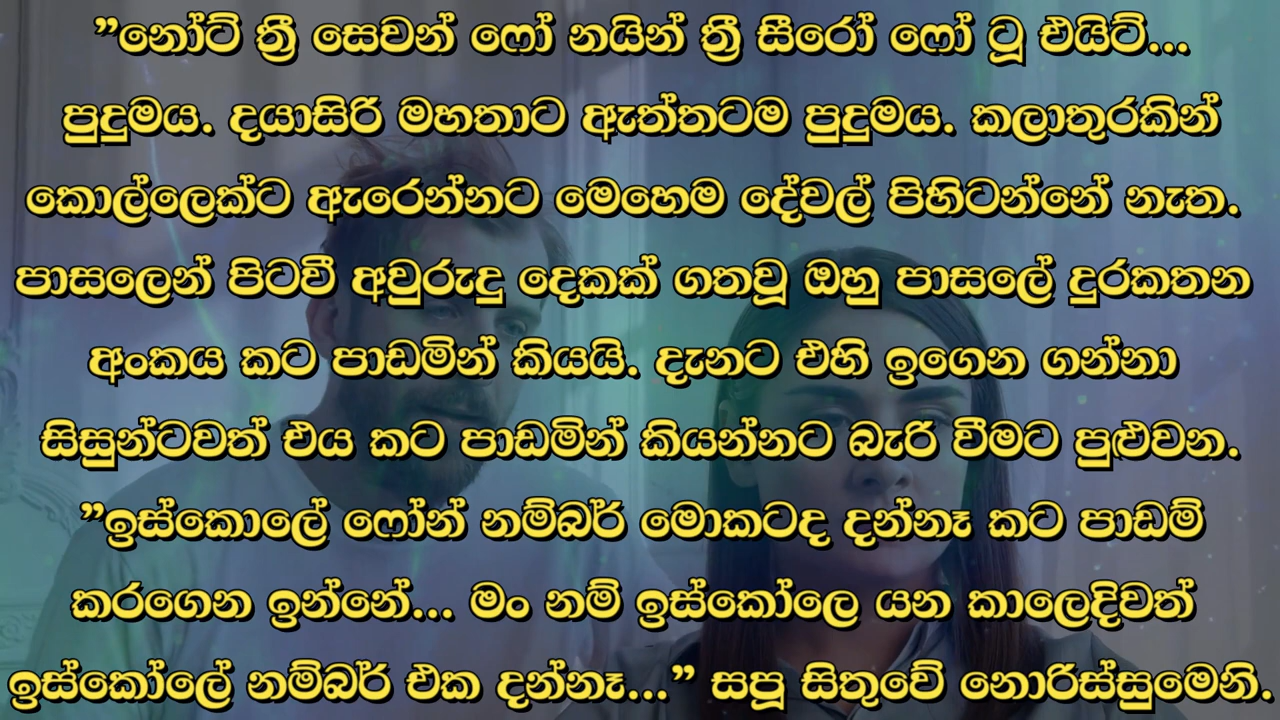 ”නෝට් ත්‍රී සෙවන් ෆෝ නයින් ත්‍රී සීරෝ ෆෝ ටූ එයිට්...
පුදුමය. දයාසිරි මහතාට ඇත්තටම පුදුමය. කලාතුරකින්
කොල්ලෙක්ට ඇරෙන්නට මෙහෙම දේවල් පිහිටන්නේ නැත.
පාසලෙන් පිටවී අවුරුදු දෙකක් ගතවූ ඔහු පාසලේ දුරකතන
අංකය කට පාඩමින් කියයි. දැනට එහි ඉගෙන ගන්නා
සිසුන්ටවත් එය කට පාඩමින් කියන්නට බැරි වීමට පුළුවන.
”ඉස්කොලේ ෆෝන් නම්බර් මොකටද දන්නෑ කට පාඩම්
කරගෙන ඉන්නේ... මං නම් ඉස්කෝලෙ යන කාලෙදිවත්
ඉස්කෝලේ නම්බර් එක දන්නෑ...” සපූ සිතුවේ නොරිස්සුමෙනි.